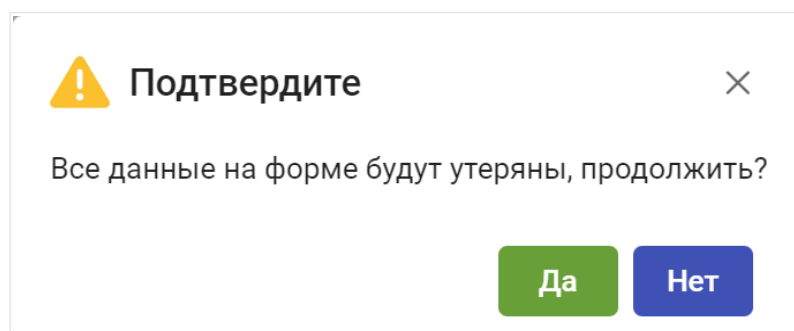 Подтвердите
Все данные на форме будут утеряны, продолжить?
Да Нет